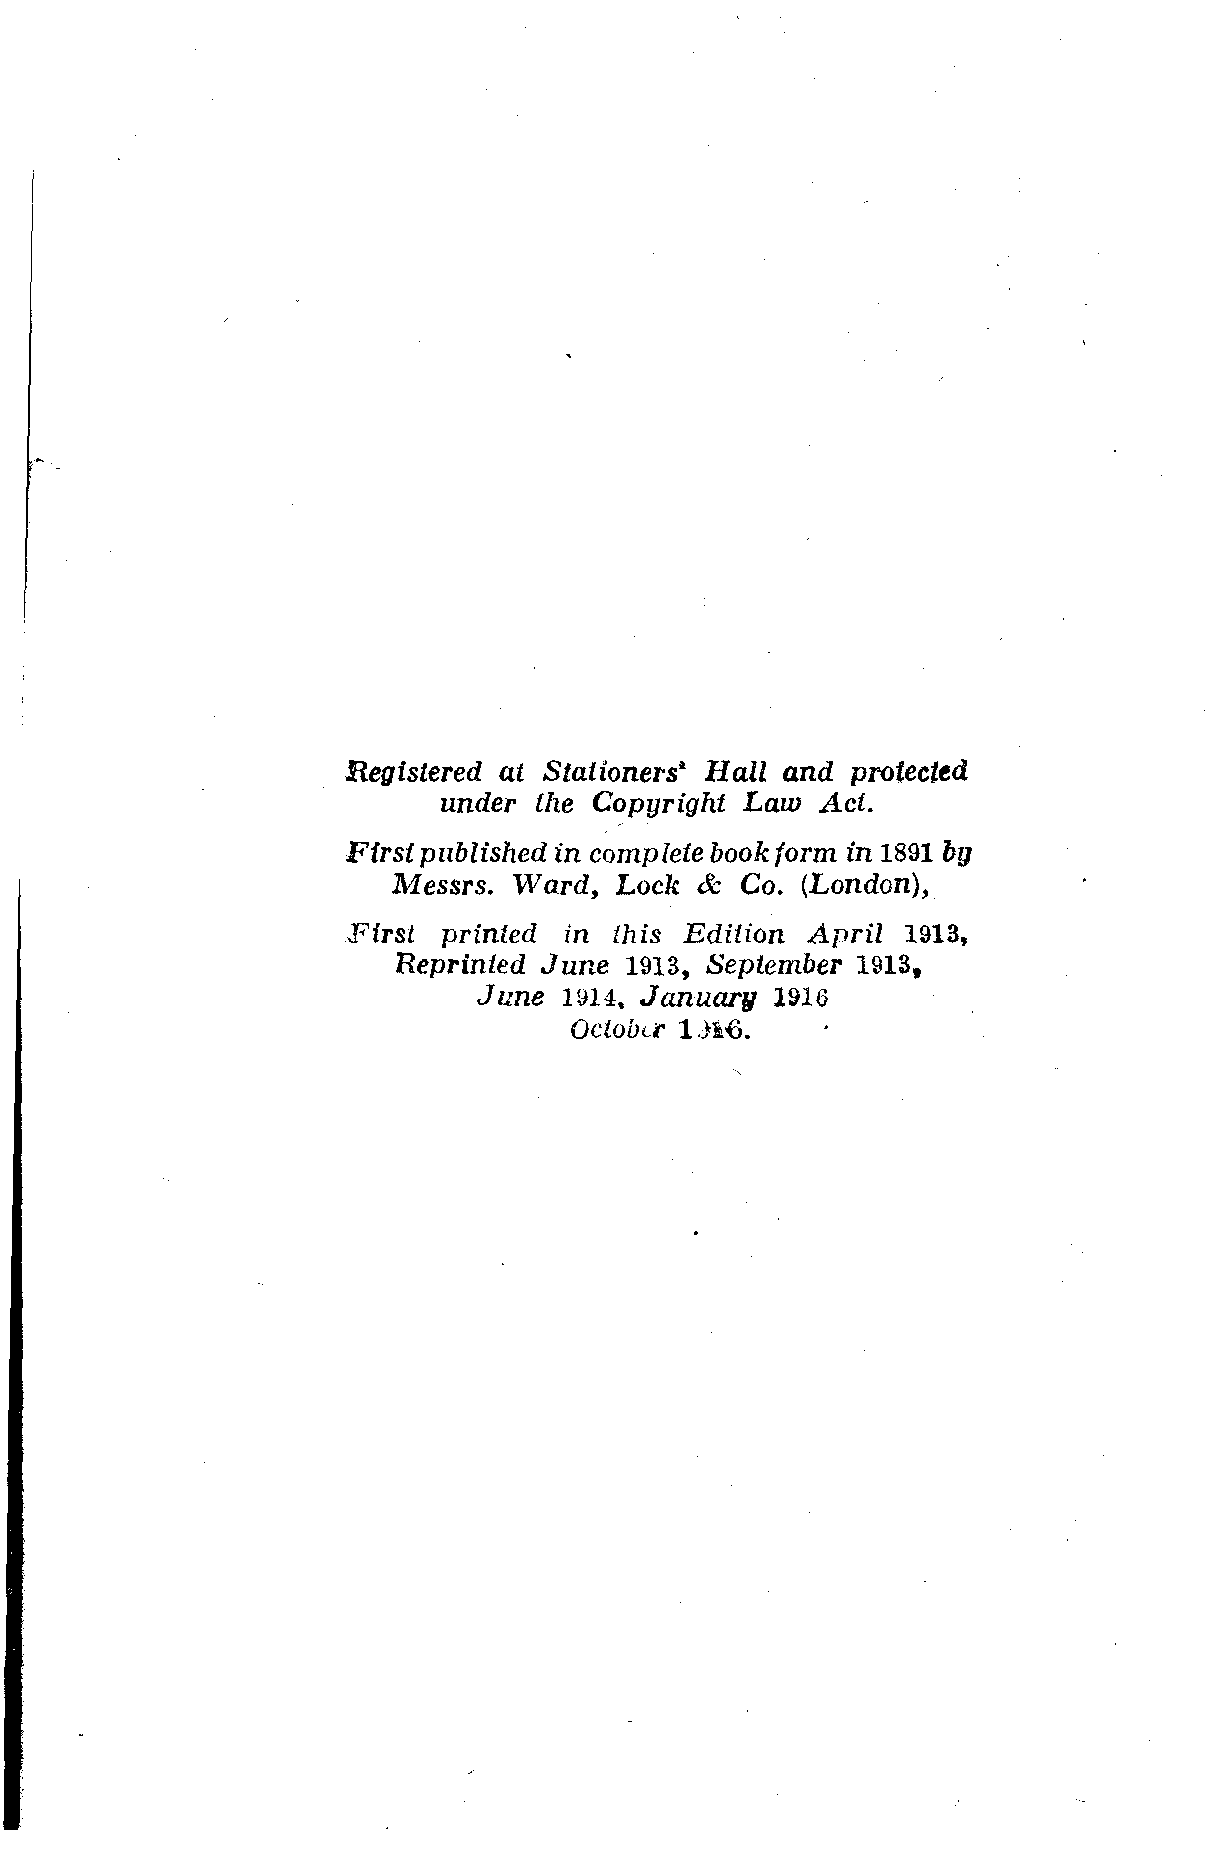 Registered at Stationers' Hall and protected
under the Copyright Law Act.
First published in complete book form in 1891 by
Messrs. Ward, Lock & Co. (London),
First printed in this Edition April 1913,
Reprinted June 1913, September 1913,
June 1914, January 1916
October